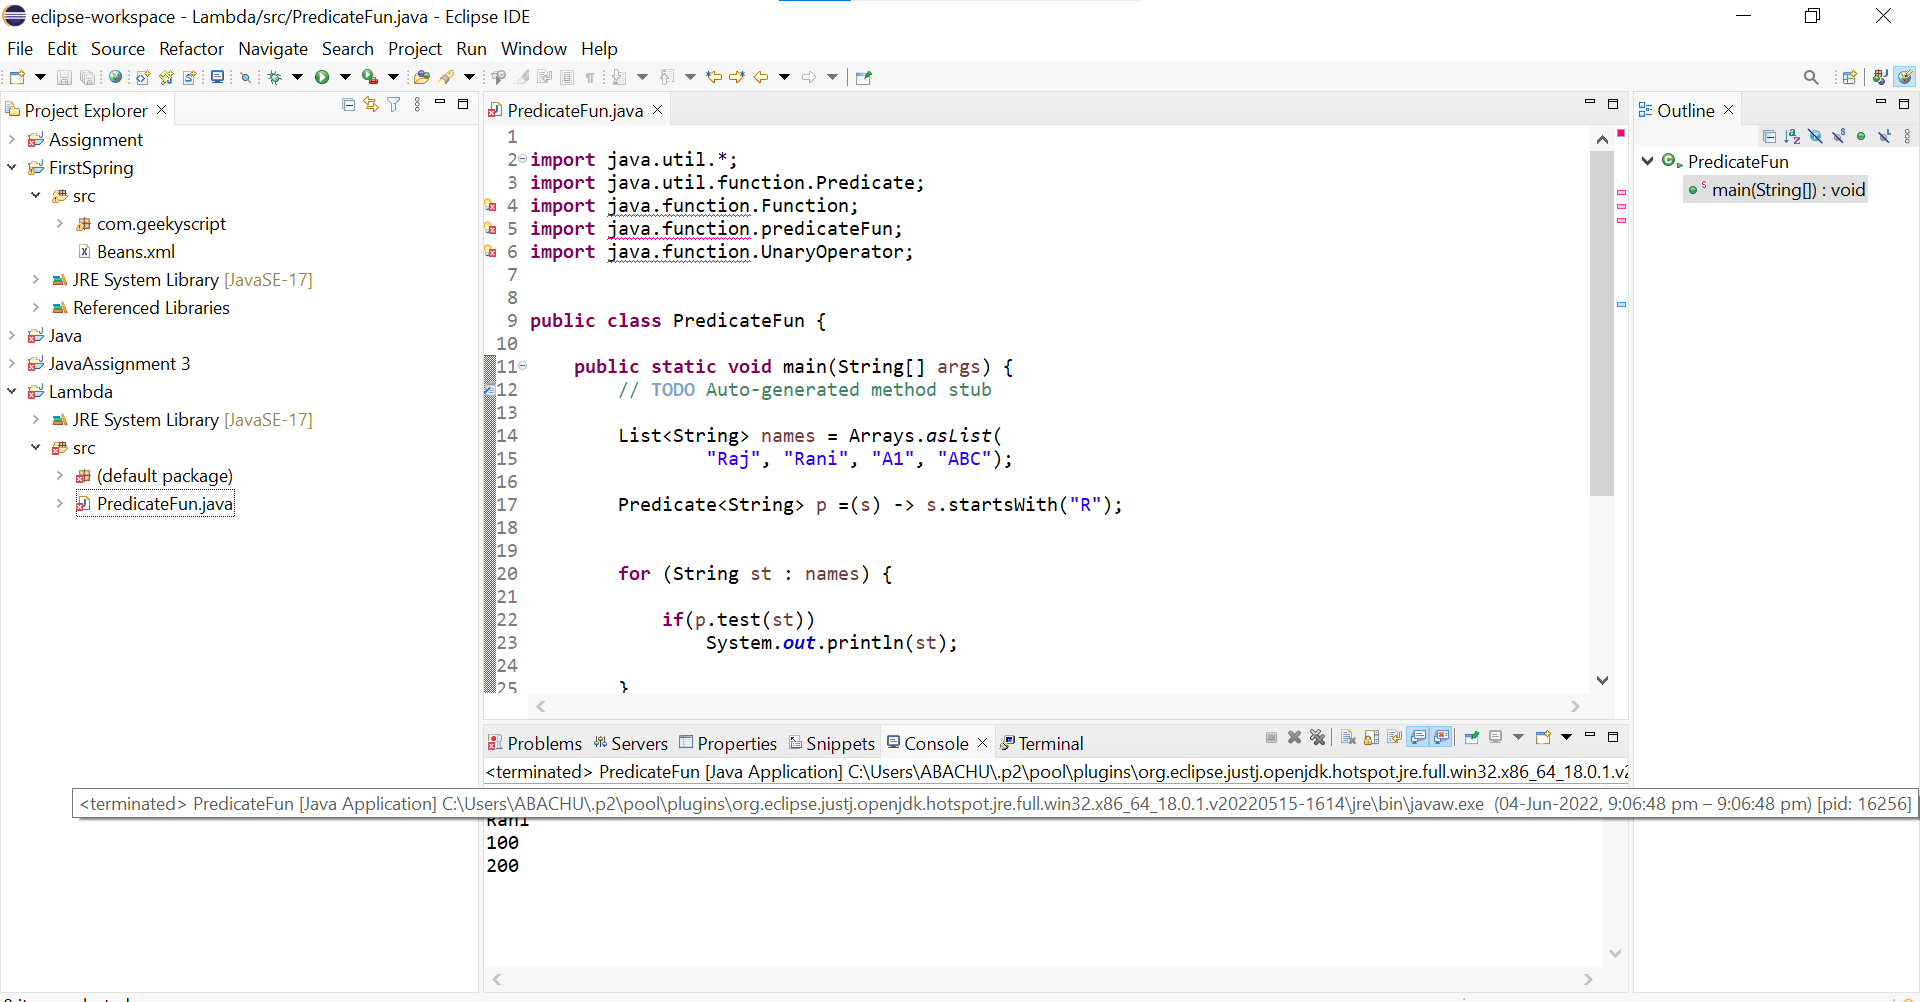 eclipse-workspace - Lambda/src/PredicateFun.java - Eclipse IDE
File Edit Source Refactor Navigate Search Project Run Window Help
Project Explorer
Assignment
FirstSpring
src
com.geekyscript
Beans.xml
JRE System Library [JavaSE-17]
Referenced Libraries
Java
JavaAssignment 3
Lambda
JRE System Library [JavaSE-17]
src
(default package)
PredicateFun.java
PredicateFun.java
1
2 import java.util.*;
3 import java.util.function.Predicate;
4 import java.function.Function;
5 import java.function.predicateFun;
6 import java.function.UnaryOperator;
7
8
9 public class PredicateFun {
10
11 public static void main(String[] args) {
12 // TODO Auto-generated method stub
13
14 List<String> names = Arrays.asList(
15 "Raj", "Rani", "A1", "ABC");
16
17 Predicate<String> p =(s) -> s.startsWith("R");
18
19
20 for (String st : names) {
21
22 if(p.test(st))
23 System.out.println(st);
24
25 }
Outline
PredicateFun
main(String[]) : void
Problems Servers Properties Snippets Console Terminal
<terminated> PredicateFun [Java Application] C:\Users\ABACHU\.p2\pool\plugins\org.eclipse.justj.openjdk.hotspot.jre.full.win32.x86_64_18.0.1.v2
<terminated> PredicateFun [Java Application] C:\Users\ABACHU\.p2\pool\plugins\org.eclipse.justj.openjdk.hotspot.jre.full.win32.x86_64_18.0.1.v20220515-1614\jre\bin\javaw.exe (04-Jun-2022, 9:06:48 pm – 9:06:48 pm) [pid: 16256]
Rani
100
200